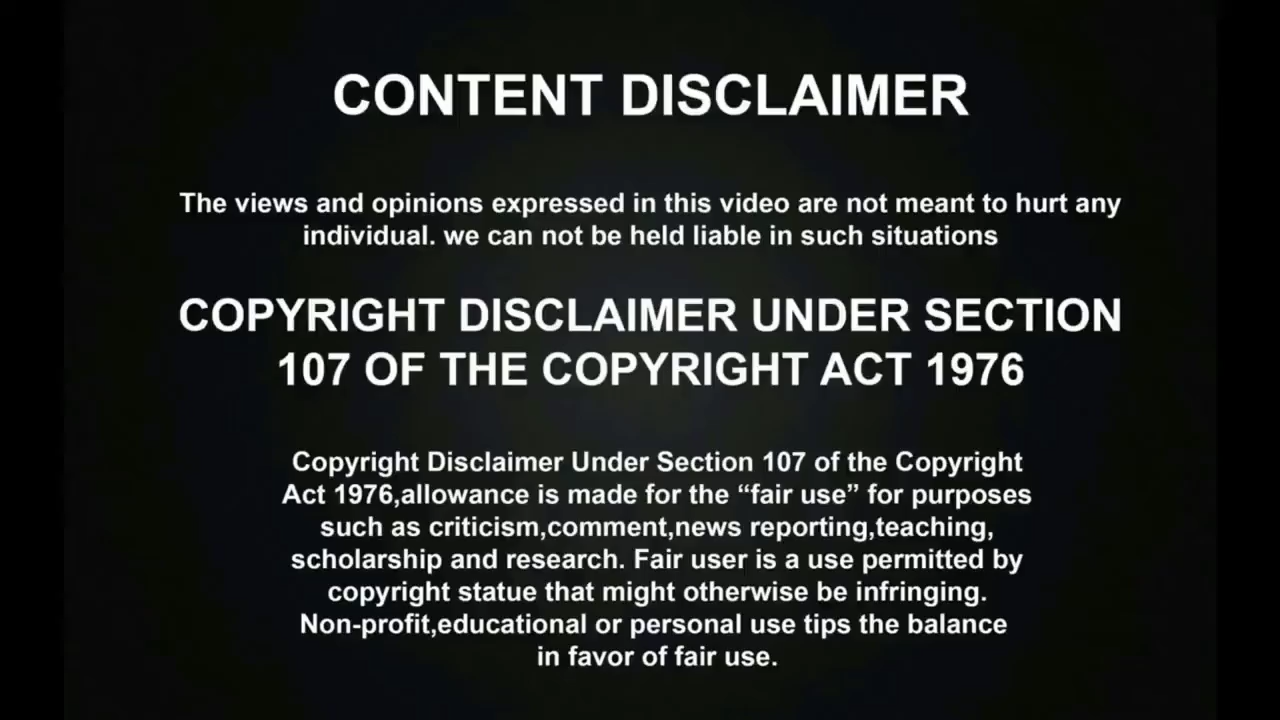 CONTENT DISCLAIMER
The views and opinions expressed in this video are not meant to hurt any
individual. we can not be held liable in such situations
COPYRIGHT DISCLAIMER UNDER SECTION
107 OF THE COPYRIGHT ACT 1976
Copyright Disclaimer Under Section 107 of the Copyright
Act 1976,allowance is made for the “fair use” for purposes
such as criticism,comment,news reporting,teaching,
scholarship and research. Fair user is a use permitted by
copyright statue that might otherwise be infringing.
Non-profit,educational or personal use tips the balance
in favor of fair use.